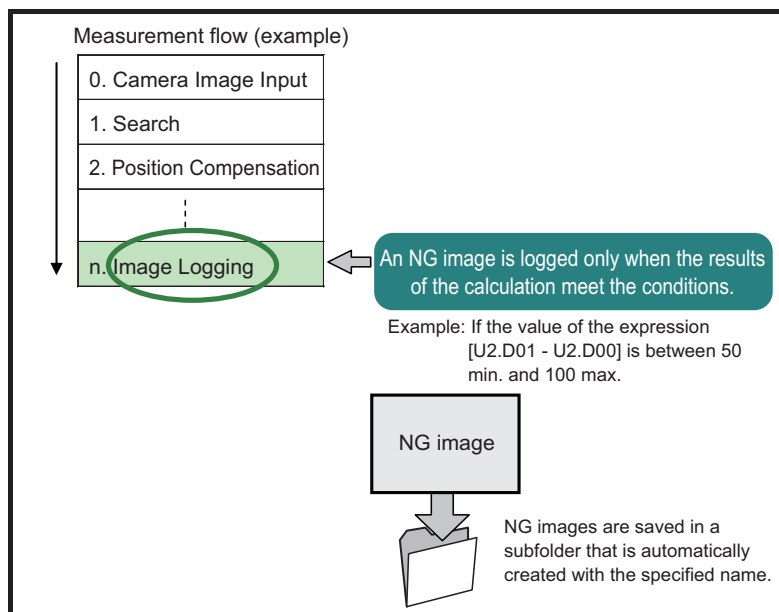 Measurement flow (example)
0. Camera Image Input
1. Search
2. Position Compensation
n. Image Logging
An NG image is logged only when the results
of the calculation meet the conditions.
Example: If the value of the expression
[U2.D01 - U2.D00] is between 50
min. and 100 max.
NG image
NG images are saved in a
subfolder that is automatically
created with the specified name.